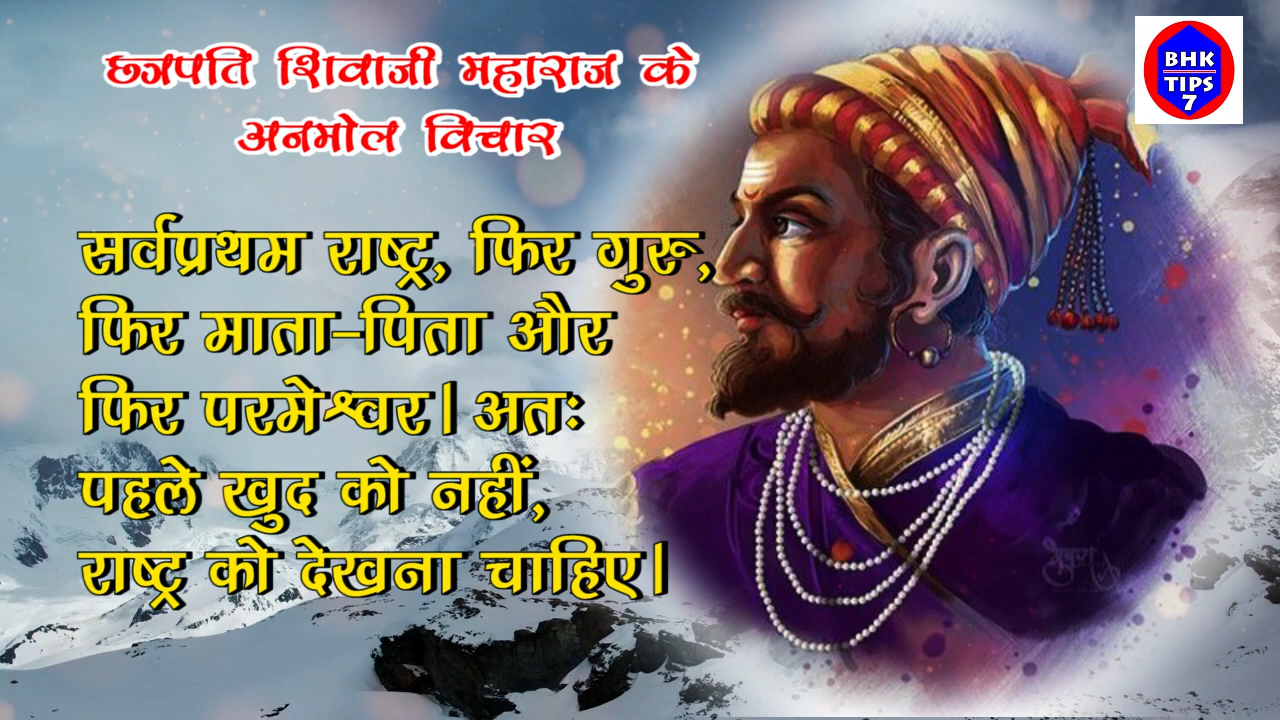 छत्रपति शिवाजी महाराज के
अनमोल विचार
सर्वप्रथम राष्ट्र, फिर गुरू,
फिर माता-पिता और
फिर परमेश्वर। अतः
पहले खुद को नहीं,
राष्ट्र को देखना चाहिए।
BHK
TIPS
7